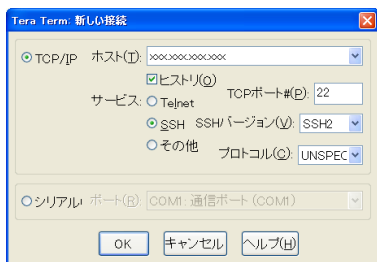 Tera Term: 新しい接続
TCP/IP ホスト(T): xxx.xxx.xxx.xxx
ヒストリ(O)
サービス: Telnet TCPポート#(P): 22
SSH SSHバージョン(V): SSH2
その他 プロトコル(C): UNSPEC
シリアル ポート(R): COM1: 通信ポート (COM1)
OK キャンセル ヘルプ(H)